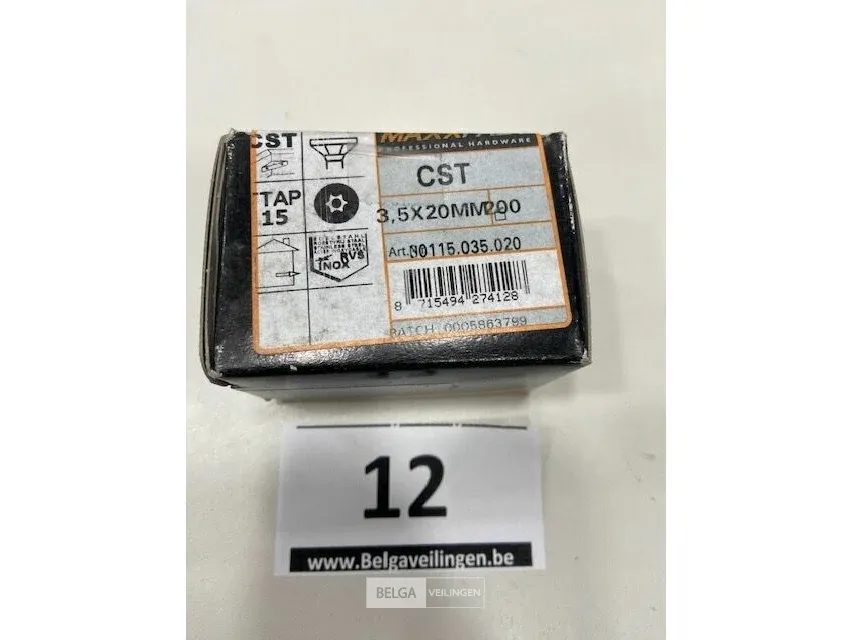 CST
MAXX
PROFESSIONAL HARDWARE
CST
TAP
15
3,5X20MM 200
Art.
30115.035.020
INOX RVS
8 715494 274128
BATCH 0005863799
12
www.Belgaveilingen.be
BELGA VEILINGEN